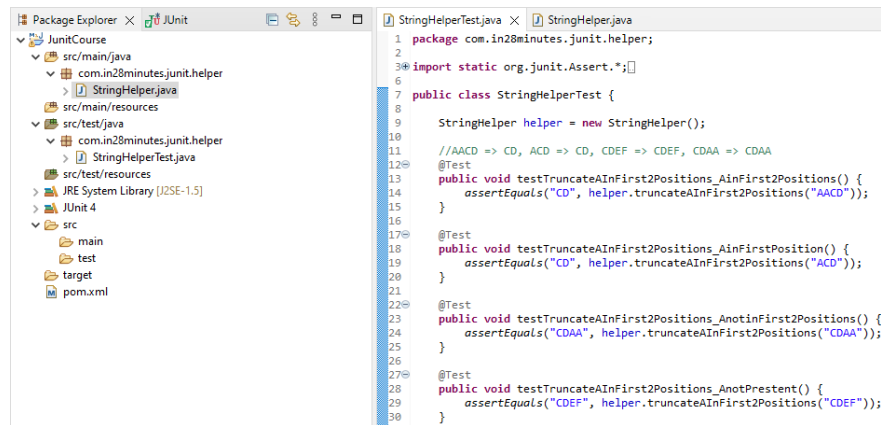 Package Explorer
JUnit
JunitCourse
src/main/java
com.in28minutes.junit.helper
StringHelper.java
src/main/resources
src/test/java
com.in28minutes.junit.helper
StringHelperTest.java
src/test/resources
JRE System Library [J2SE-1.5]
JUnit 4
src
main
test
target
pom.xml
StringHelperTest.java
StringHelper.java
1 package com.in28minutes.junit.helper;
2
3 import static org.junit.Assert.*;
6
7 public class StringHelperTest {
8
9 StringHelper helper = new StringHelper();
10
11 //AACD => CD, ACD => CD, CDEF => CDEF, CDAA => CDAA
12 @Test
13 public void testTruncateAInFirst2Positions_AinFirst2Positions() {
14 assertEquals("CD", helper.truncateAInFirst2Positions("AACD"));
15 }
16
17 @Test
18 public void testTruncateAInFirst2Positions_AinFirstPosition() {
19 assertEquals("CD", helper.truncateAInFirst2Positions("ACD"));
20 }
21
22 @Test
23 public void testTruncateAInFirst2Positions_AnotinFirst2Positions() {
24 assertEquals("CDAA", helper.truncateAInFirst2Positions("CDAA"));
25 }
26
27 @Test
28 public void testTruncateAInFirst2Positions_AnotPrestent() {
29 assertEquals("CDEF", helper.truncateAInFirst2Positions("CDEF"));
30 }